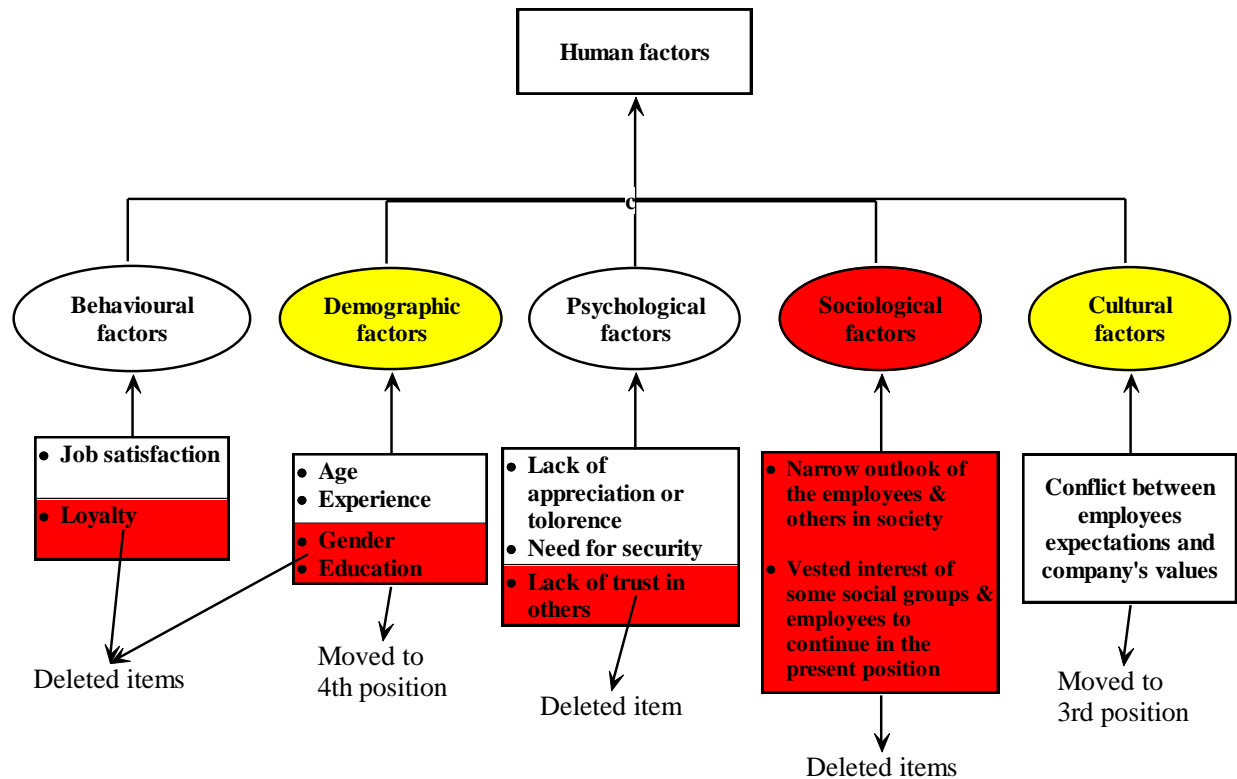 Human factors
c
Behavioural
factors
Demographic
factors
Psychological
factors
Sociological
factors
Cultural
factors
• Job satisfaction
• Loyalty
• Age
• Experience
• Gender
• Education
• Lack of
appreciation or
tolorence
• Need for security
• Lack of trust in
others
• Narrow outlook of
the employees &
others in society
• Vested interest of
some social groups &
employees to
continue in the
present position
Conflict between
employees
expectations and
company's values
Deleted items
Moved to
4th position
Deleted item
Deleted items
Moved to
3rd position